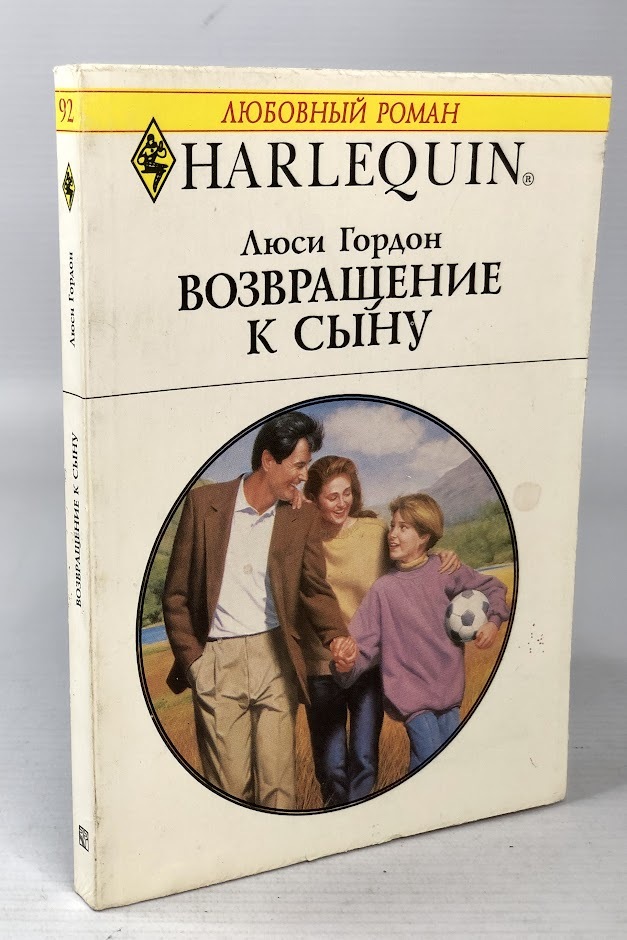 92
ЛЮБОВНЫЙ РОМАН
HARLEQUIN®
Люси Гордон
ВОЗВРАЩЕНИЕ
К СЫНУ
Люси Гордон
ВОЗВРАЩЕНИЕ К СЫНУ